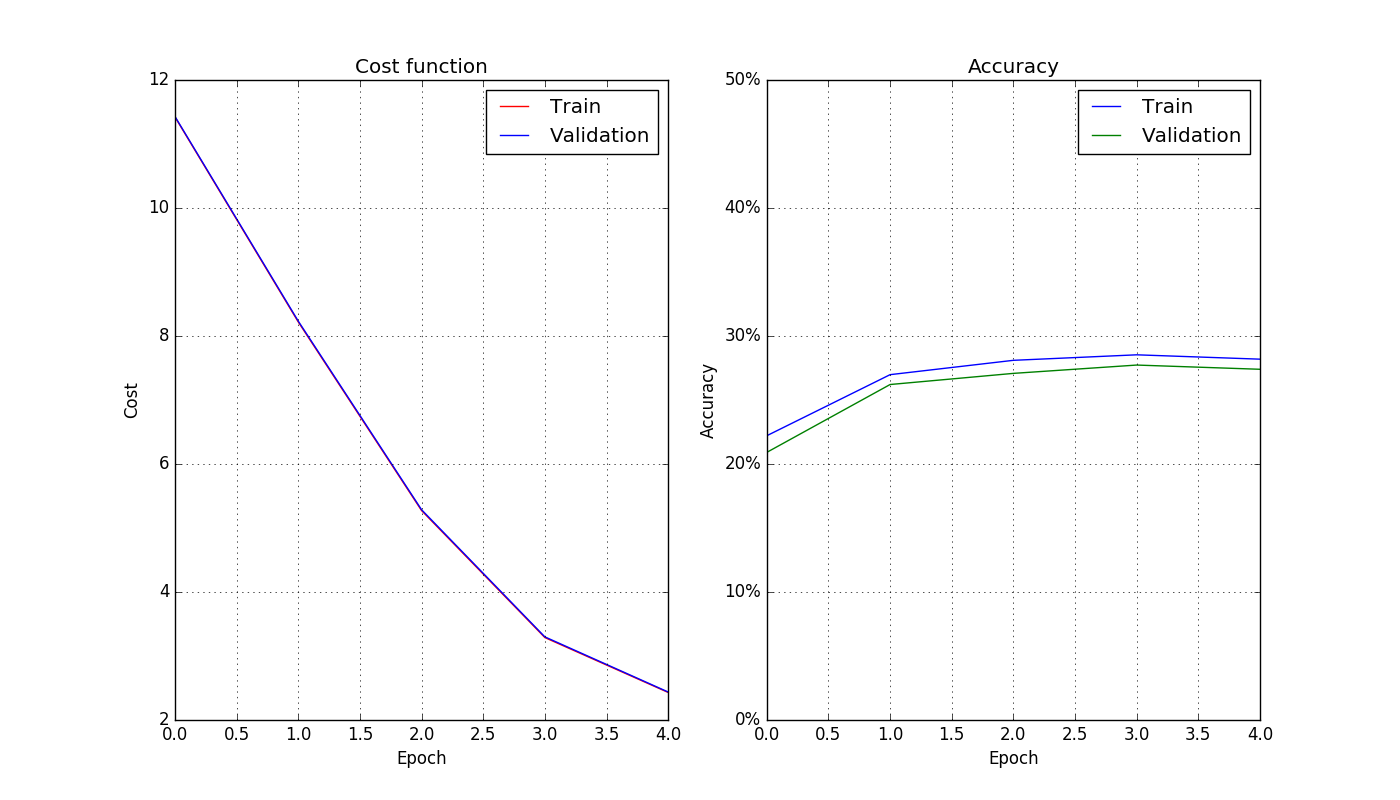 Cost function
12
10
8
6
4
2
Cost
Train
Validation
0.0 0.5 1.0 1.5 2.0 2.5 3.0 3.5 4.0
Epoch
Accuracy
50%
40%
30%
20%
10%
0%
Accuracy
Train
Validation
0.0 0.5 1.0 1.5 2.0 2.5 3.0 3.5 4.0
Epoch